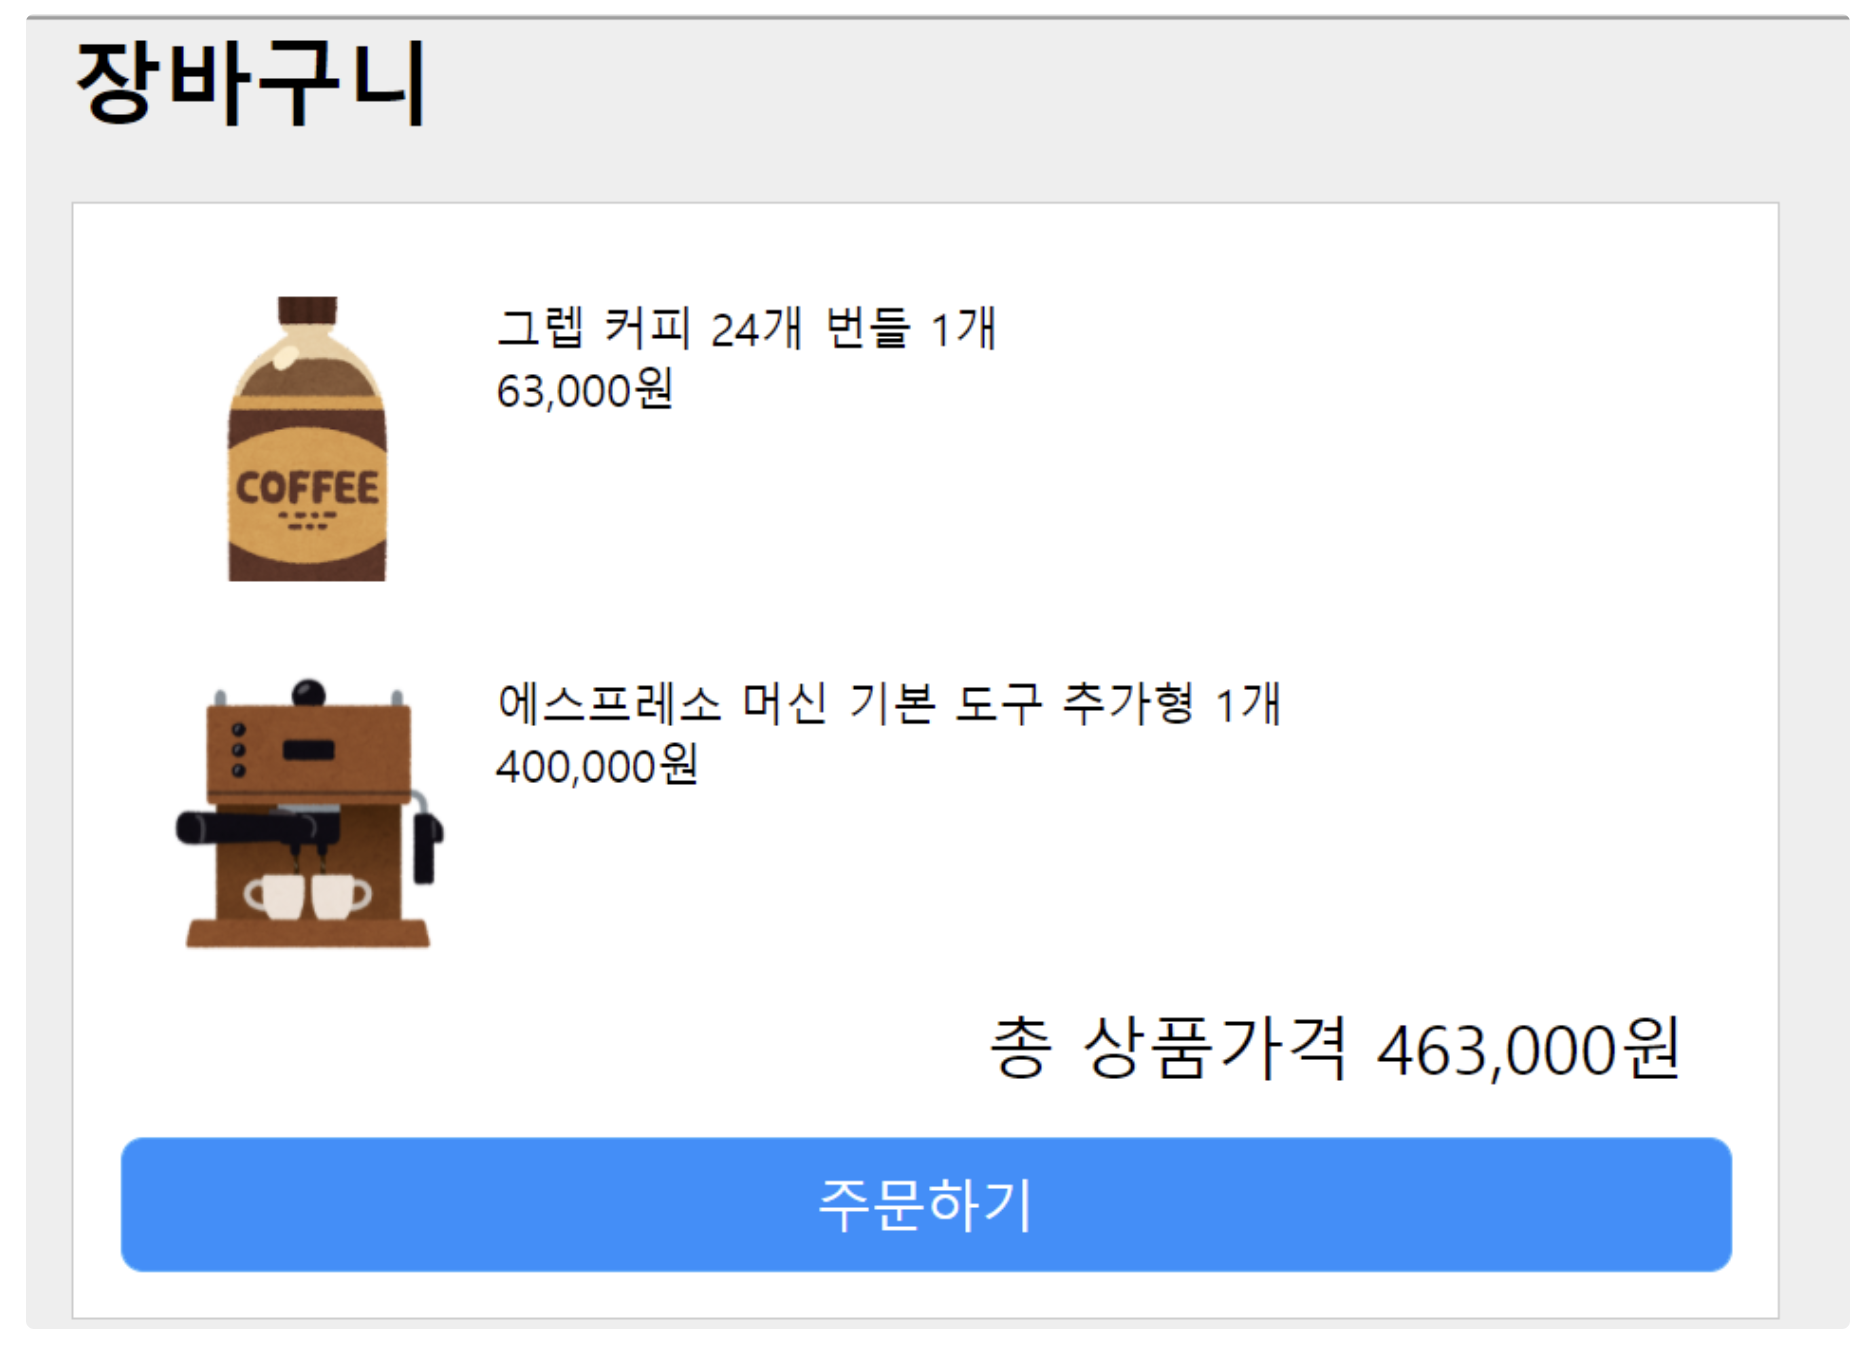 장바구니
그렙 커피 24개 번들 1개
63,000원
COFFEE
에스프레소 머신 기본 도구 추가형 1개
400,000원
총 상품가격 463,000원
주문하기